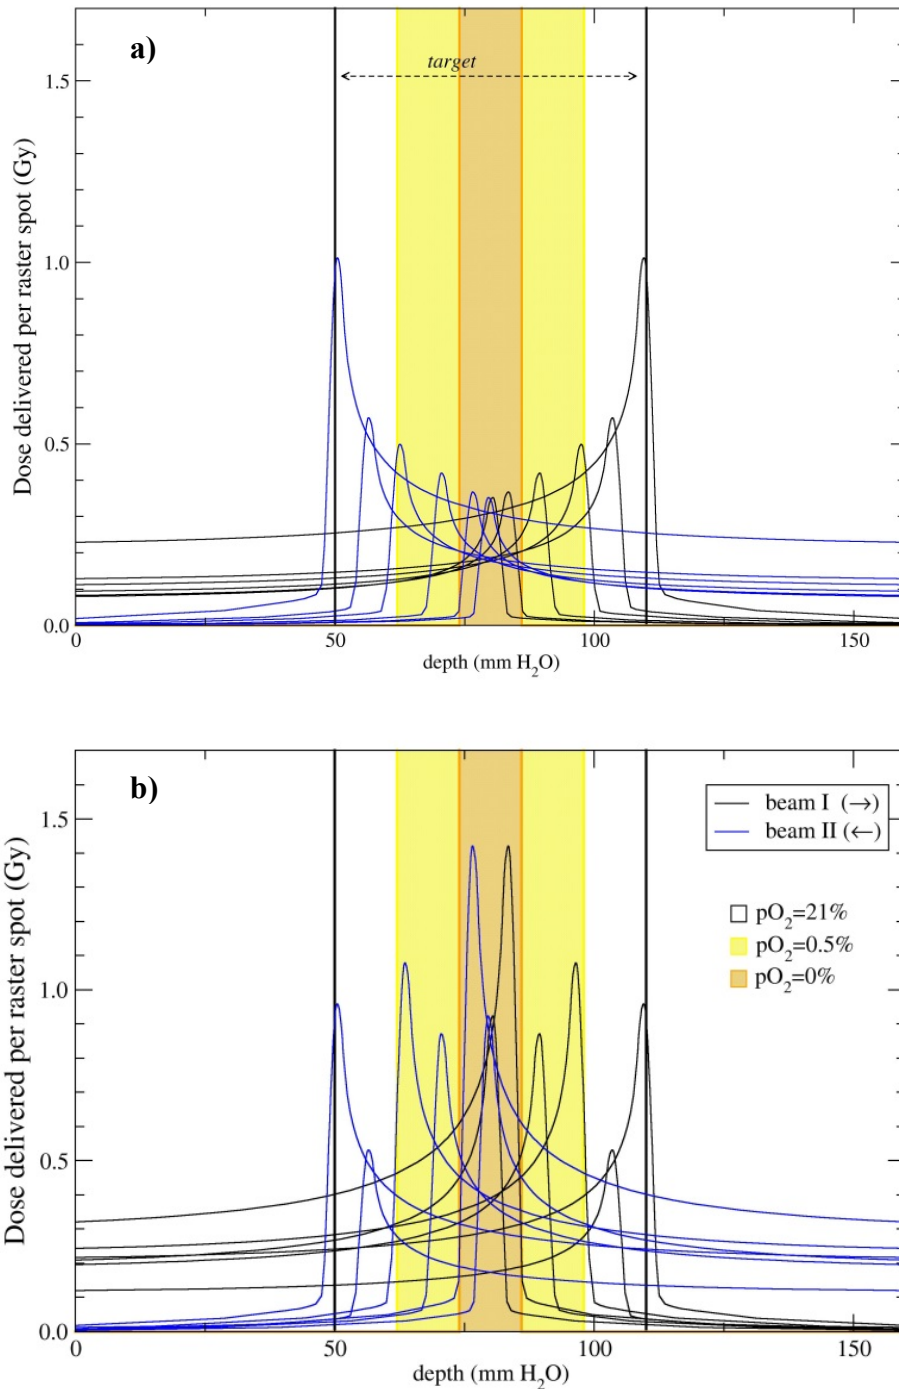 a)
target
Dose delivered per raster spot (Gy)
1.5
1.0
0.5
0.0
0 50 100 150
depth (mm H₂O)
b)
beam I (→)
beam II (←)
pO₂=21%
pO₂=0.5%
pO₂=0%
Dose delivered per raster spot (Gy)
1.5
1.0
0.5
0.0
0 50 100 150
depth (mm H₂O)